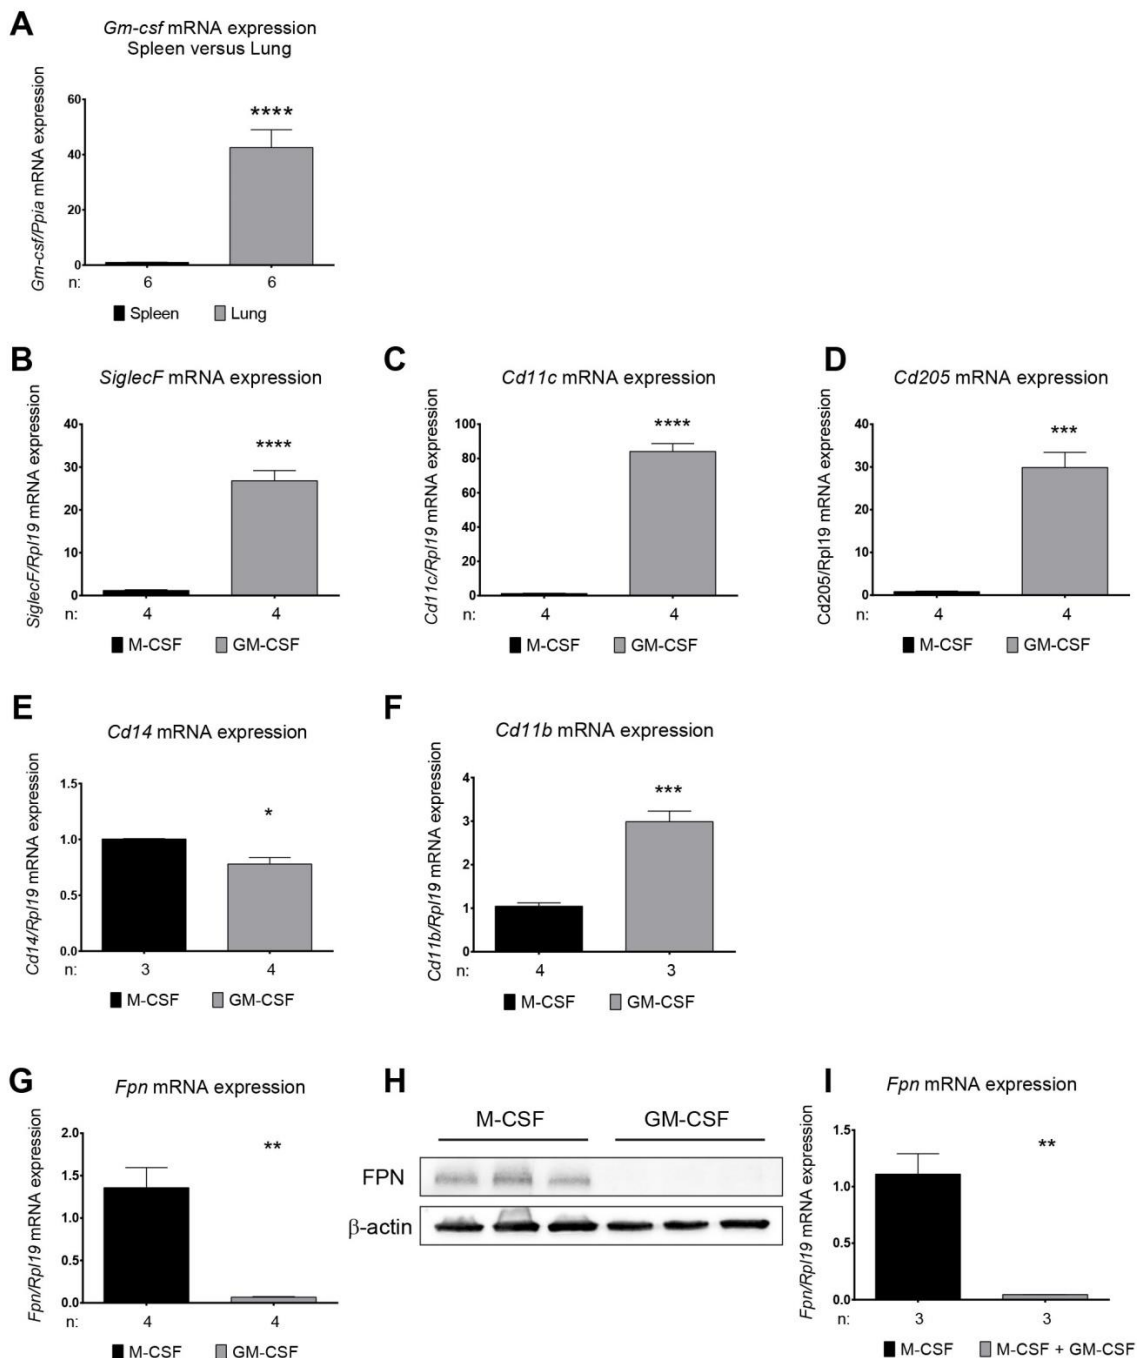 A
Gm-csf mRNA expression
Spleen versus Lung
Gm-csf/Ppia mRNA expression
60
40
20
0
****
n: 6 6
Spleen Lung
B
SiglecF mRNA expression
SiglecF/Rpl19 mRNA expression
40
30
20
10
0
****
n: 4 4
M-CSF GM-CSF
C
Cd11c mRNA expression
Cd11c/Rpl19 mRNA expression
100
80
60
40
20
0
****
n: 4 4
M-CSF GM-CSF
D
Cd205 mRNA expression
Cd205/Rpl19 mRNA expression
40
30
20
10
0
***
n: 4 4
M-CSF GM-CSF
E
Cd14 mRNA expression
Cd14/Rpl19 mRNA expression
1.5
1.0
0.5
0.0
*
n: 3 4
M-CSF GM-CSF
F
Cd11b mRNA expression
Cd11b/Rpl19 mRNA expression
4
3
2
1
0
***
n: 4 3
M-CSF GM-CSF
G
Fpn mRNA expression
Fpn/Rpl19 mRNA expression
2.0
1.5
1.0
0.5
0.0
**
n: 4 4
M-CSF GM-CSF
H
M-CSF GM-CSF
FPN
β-actin
I
Fpn mRNA expression
Fpn/Rpl19 mRNA expression
1.5
1.0
0.5
0.0
**
n: 3 3
M-CSF M-CSF + GM-CSF